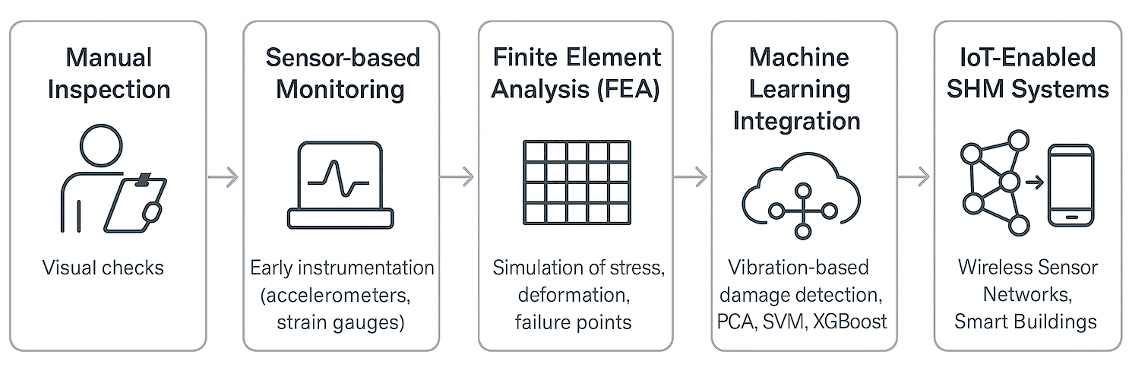 Manual
Inspection
Visual checks
Sensor-based
Monitoring
Early instrumentation
(accelerometers,
strain gauges)
Finite Element
Analysis (FEA)
Simulation of stress,
deformation,
failure points
Machine
Learning
Integration
Vibration-based
damage detection,
PCA, SVM, XGBoost
IoT-Enabled
SHM Systems
Wireless Sensor
Networks,
Smart Buildings